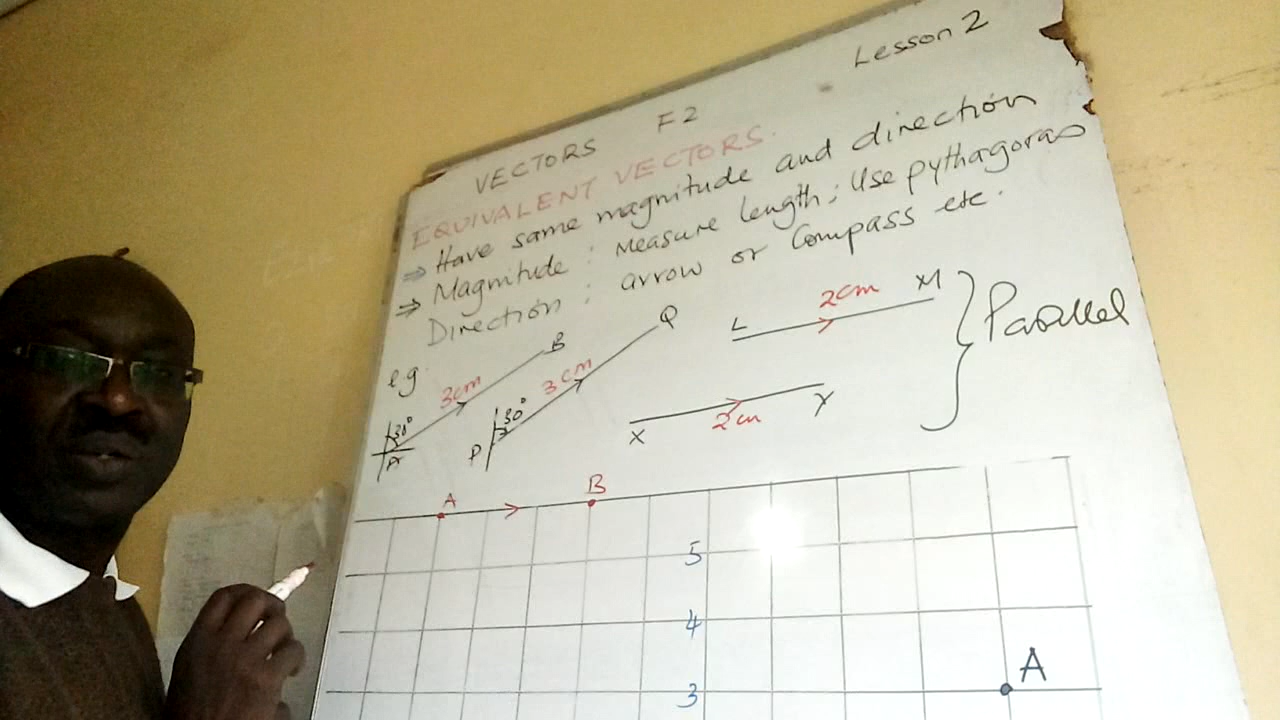 Lesson 2
VECTORS F2
EQUIVALENT VECTORS.
⇒ Have same magnitude and direction
⇒ Magnitude : Measure length; Use pythagoras
Direction : arrow or Compass etc.
e.g.
30° A 3cm B
P 30° 3cm Q
L 2cm M
X 2cm Y
} Parallel
A B
5
4
3 A